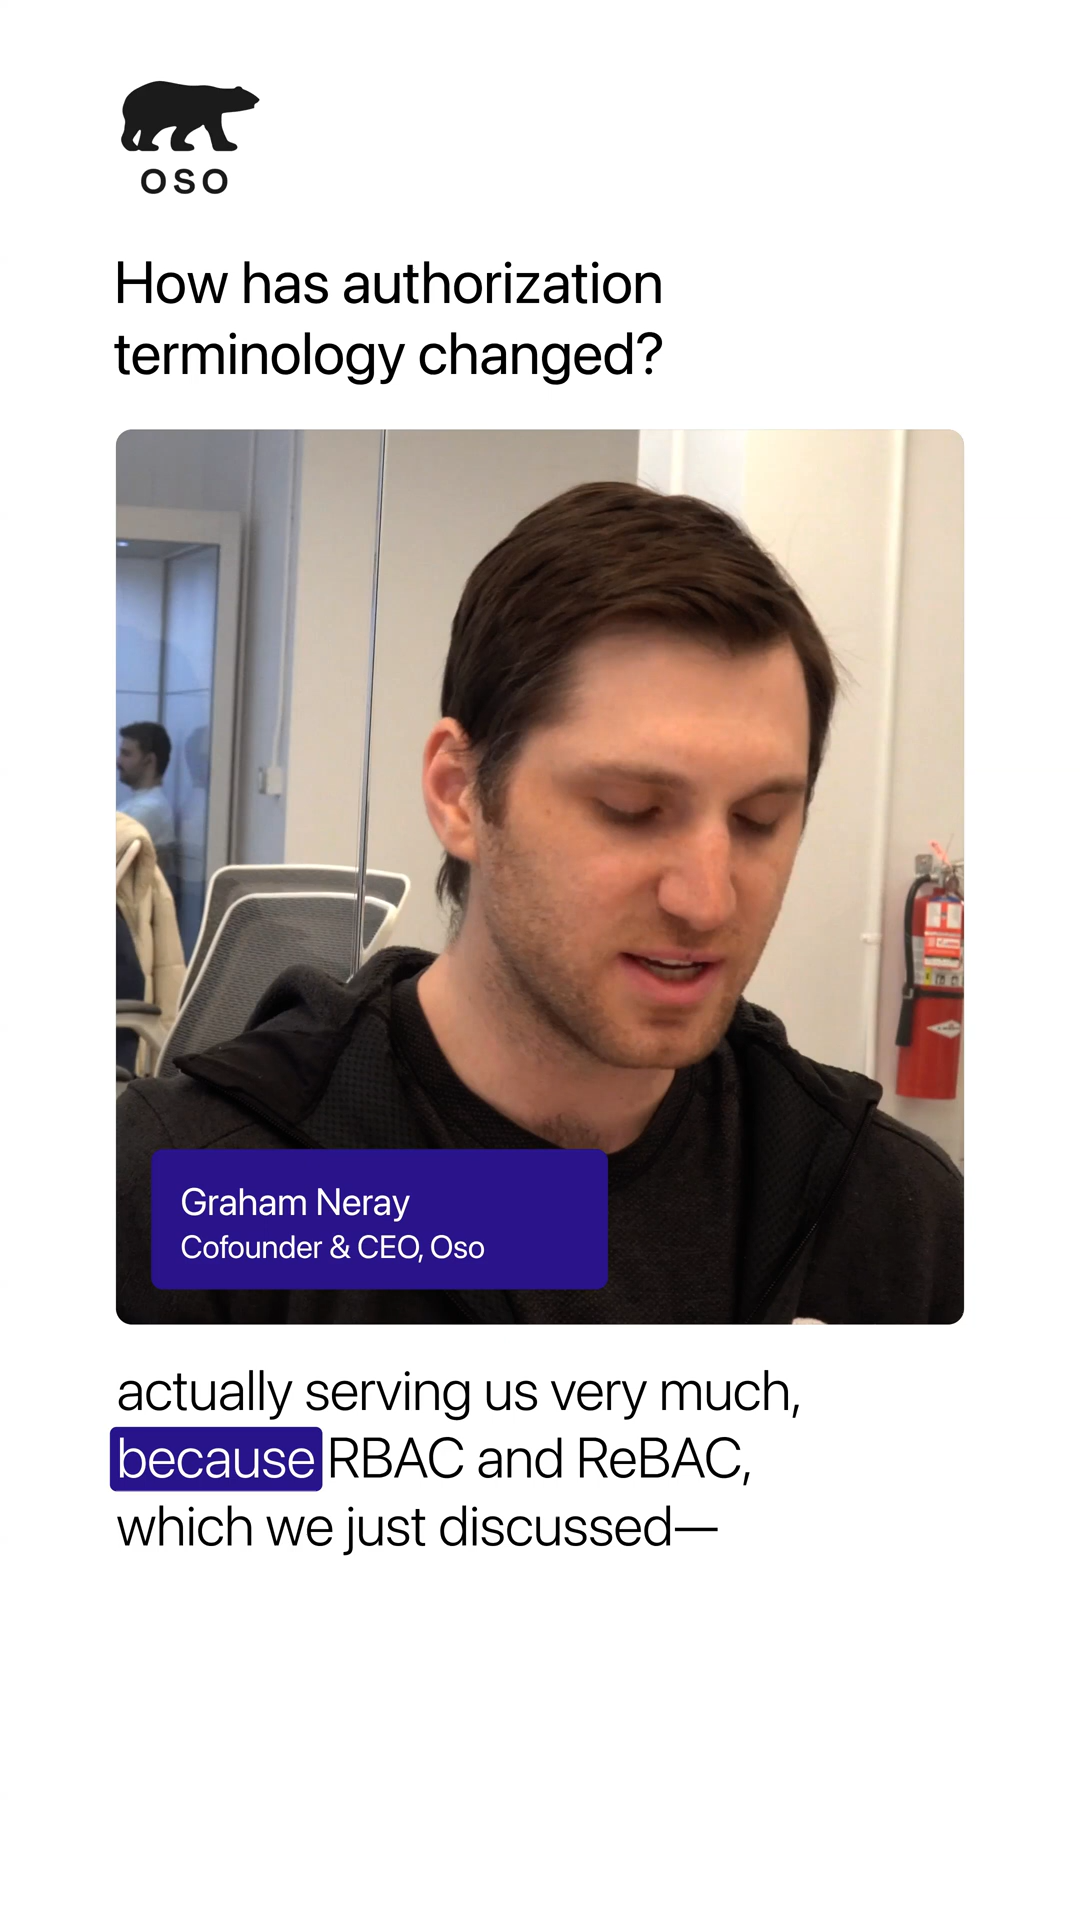 OSO
How has authorization
terminology changed?
Graham Neray
Cofounder & CEO, Oso
actually serving us very much,
because RBAC and ReBAC,
which we just discussed—